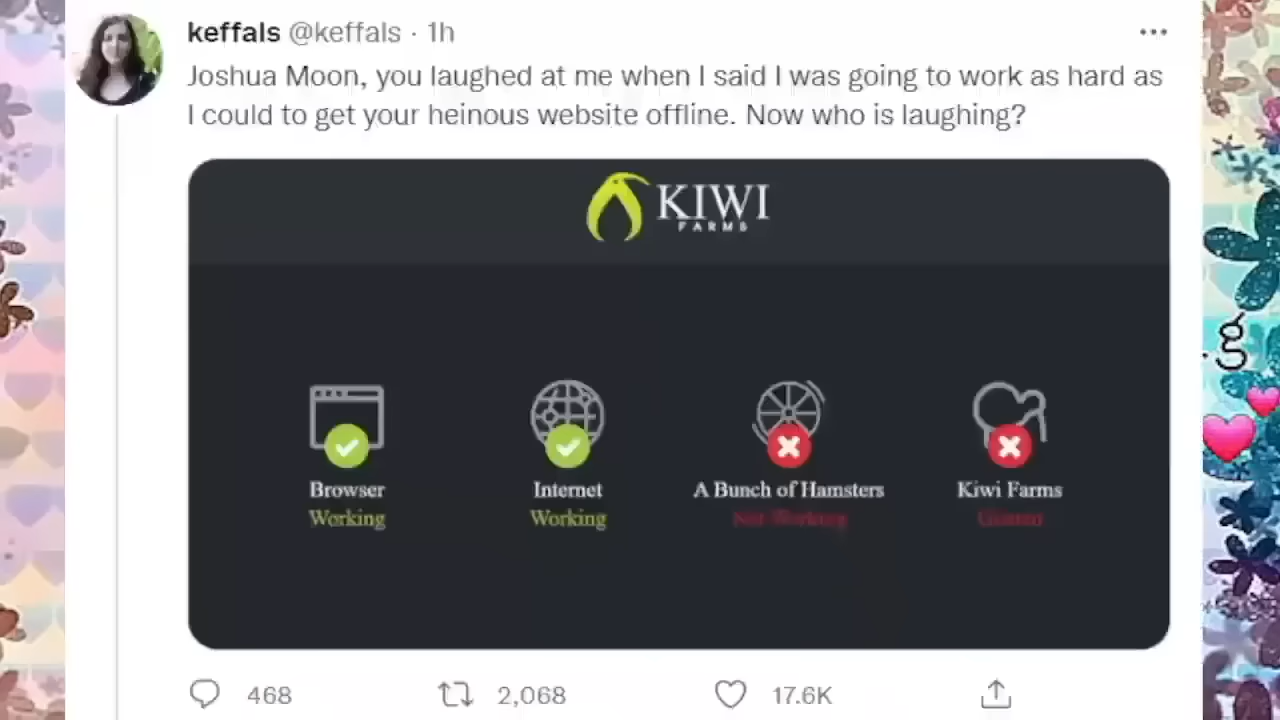 keffals @keffals · 1h
Joshua Moon, you laughed at me when I said I was going to work as hard as
I could to get your heinous website offline. Now who is laughing?
KIWI
FARMS
Browser
Working
Internet
Working
A Bunch of Hamsters
Not Working
Kiwi Farms
.g
468
2,068
17.6K